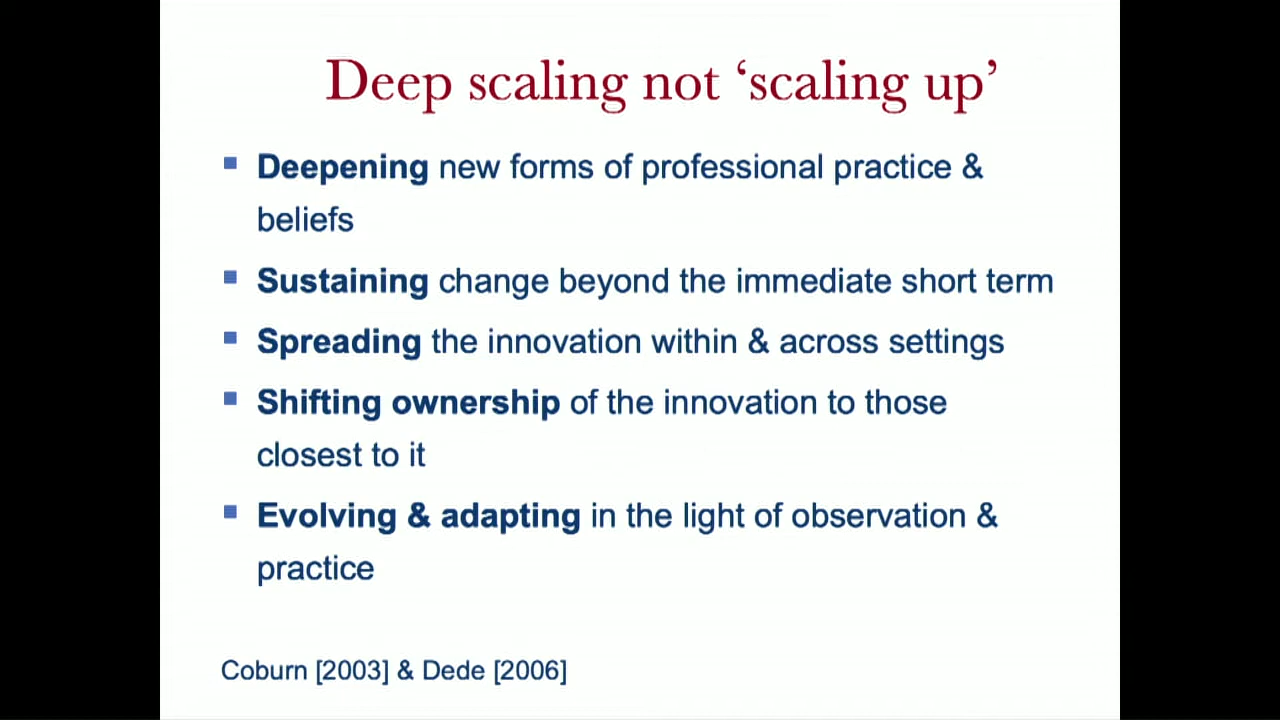 Deep scaling not ‘scaling up’
Deepening new forms of professional practice &
beliefs
Sustaining change beyond the immediate short term
Spreading the innovation within & across settings
Shifting ownership of the innovation to those
closest to it
Evolving & adapting in the light of observation &
practice
Coburn [2003] & Dede [2006]